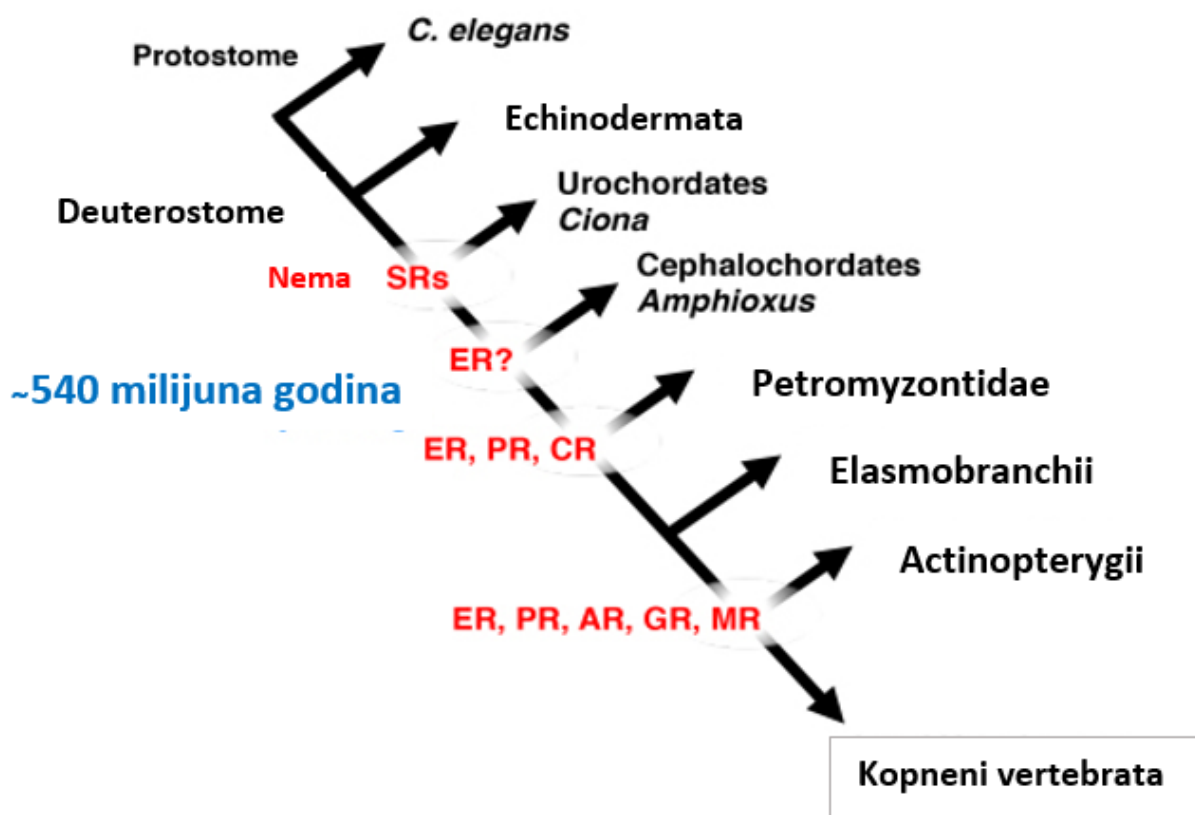 C. elegans
Protostome
Echinodermata
Urochordates
Ciona
Deuterostome
Nema SRs
Cephalochordates
Amphioxus
ER?
~540 milijuna godina
Petromyzontidae
ER, PR, CR
Elasmobranchii
Actinopterygii
ER, PR, AR, GR, MR
Kopneni vertebrata